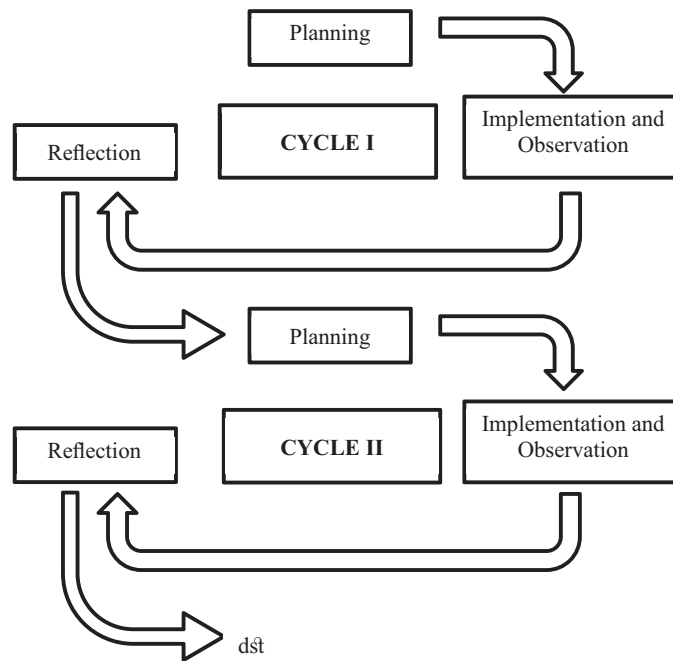 Planning
CYCLE I
Implementation and
Observation
Reflection
Planning
CYCLE II
Implementation and
Observation
Reflection
dst